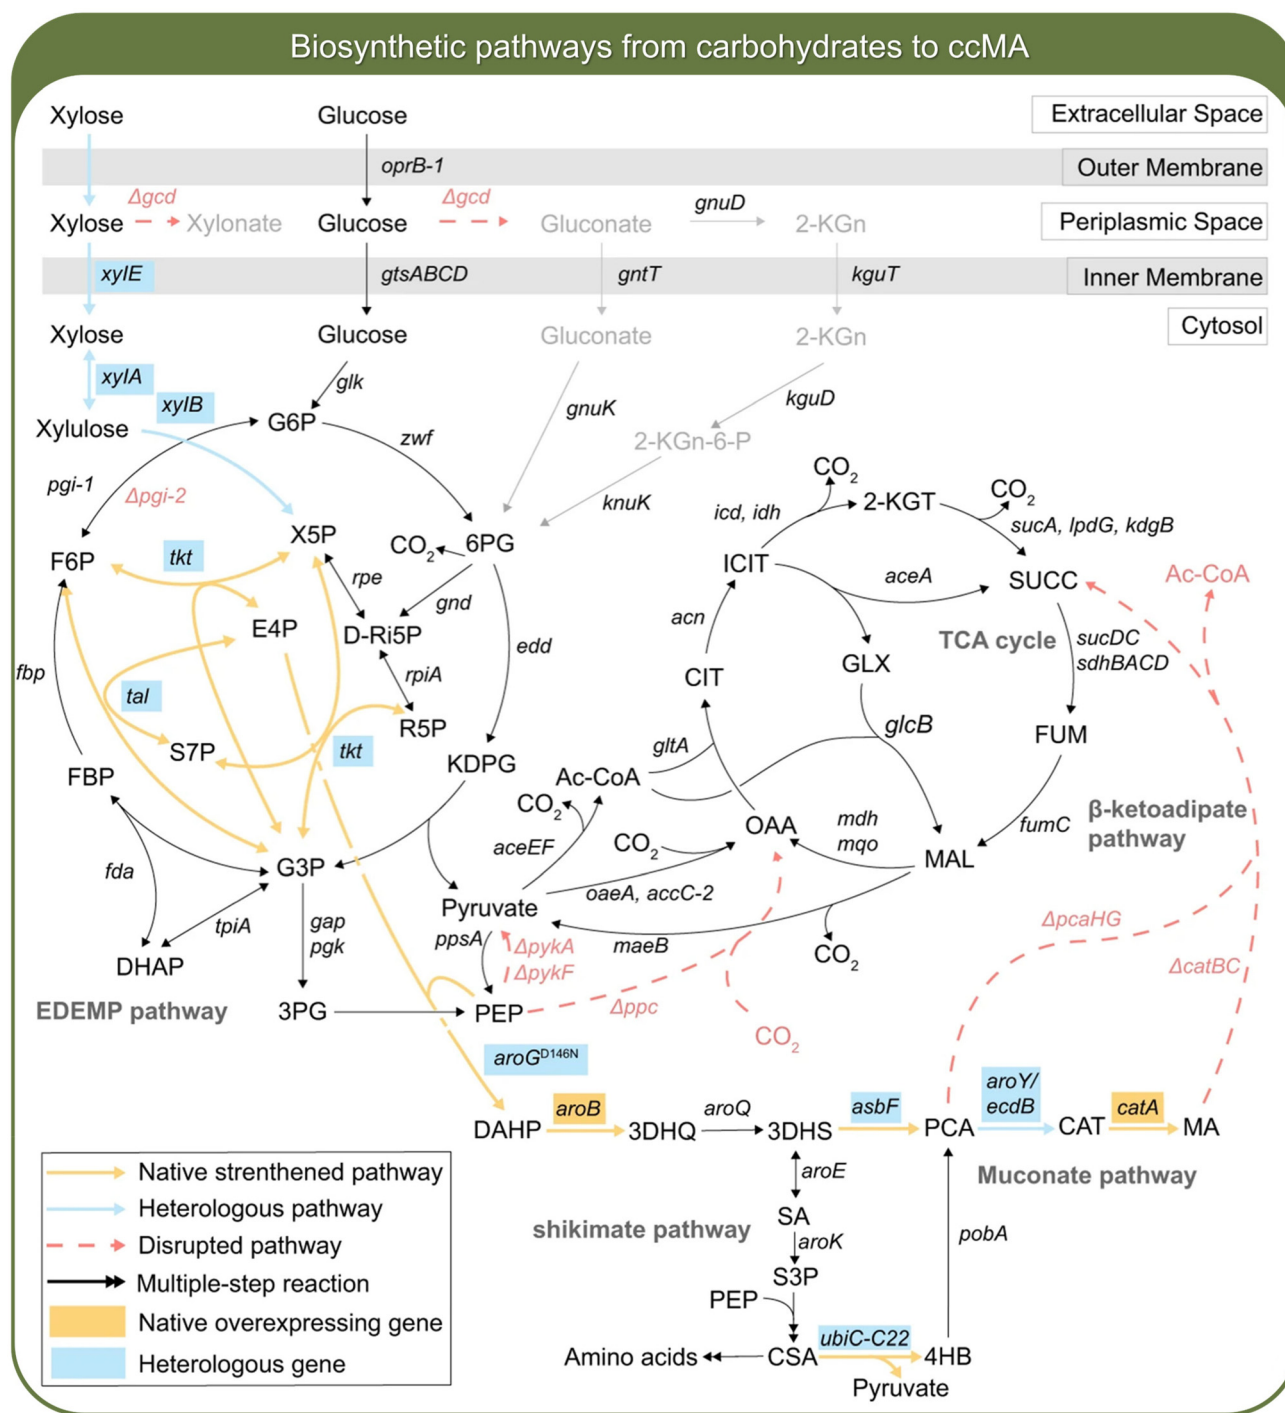 Biosynthetic pathways from carbohydrates to ccMA
Xylose
Glucose
Extracellular Space
oprB-1
Outer Membrane
Δgcd
Δgcd
gnuD
Xylose
Xylonate
Glucose
Gluconate
2-KGn
Periplasmic Space
xylE
gtsABCD
gntT
kguT
Inner Membrane
Xylose
Glucose
Gluconate
2-KGn
Cytosol
xylA
glk
xylB
gnuK
kguD
Xylulose
G6P
zwf
2-KGn-6-P
pgi-1
Δpgi-2
knuK
CO2
2-KGT
CO2
icd, idh
sucA, lpdG, kdgB
X5P
CO2
6PG
F6P
tkt
rpe
gnd
ICIT
aceA
SUCC
Ac-CoA
E4P
D-Ri5P
edd
acn
TCA cycle
sucDC
sdhBACD
fbp
tal
rpiA
CIT
GLX
S7P
tkt
R5P
glcB
FUM
FBP
KDPG
gltA
Ac-CoA
CO2
aceEF
CO2
OAA
mdh
mqo
fumC
β-ketoadipate
pathway
fda
G3P
MAL
oaeA, accC-2
tpiA
gap
pgk
Pyruvate
ppsA
ΔpykA
ΔpykF
maeB
CO2
ΔpcaHG
ΔcatBC
DHAP
EDEMP pathway
3PG
PEP
Δppc
CO2
aroGD146N
aroB
aroQ
asbF
aroY/
ecdB
catA
DAHP
3DHQ
3DHS
PCA
CAT
MA
Native strenthened pathway
aroE
Muconate pathway
Heterologous pathway
SA
shikimate pathway
pobA
Disrupted pathway
aroK
Multiple-step reaction
S3P
PEP
Native overexpressing gene
ubiC-C22
Heterologous gene
Amino acids
CSA
4HB
Pyruvate